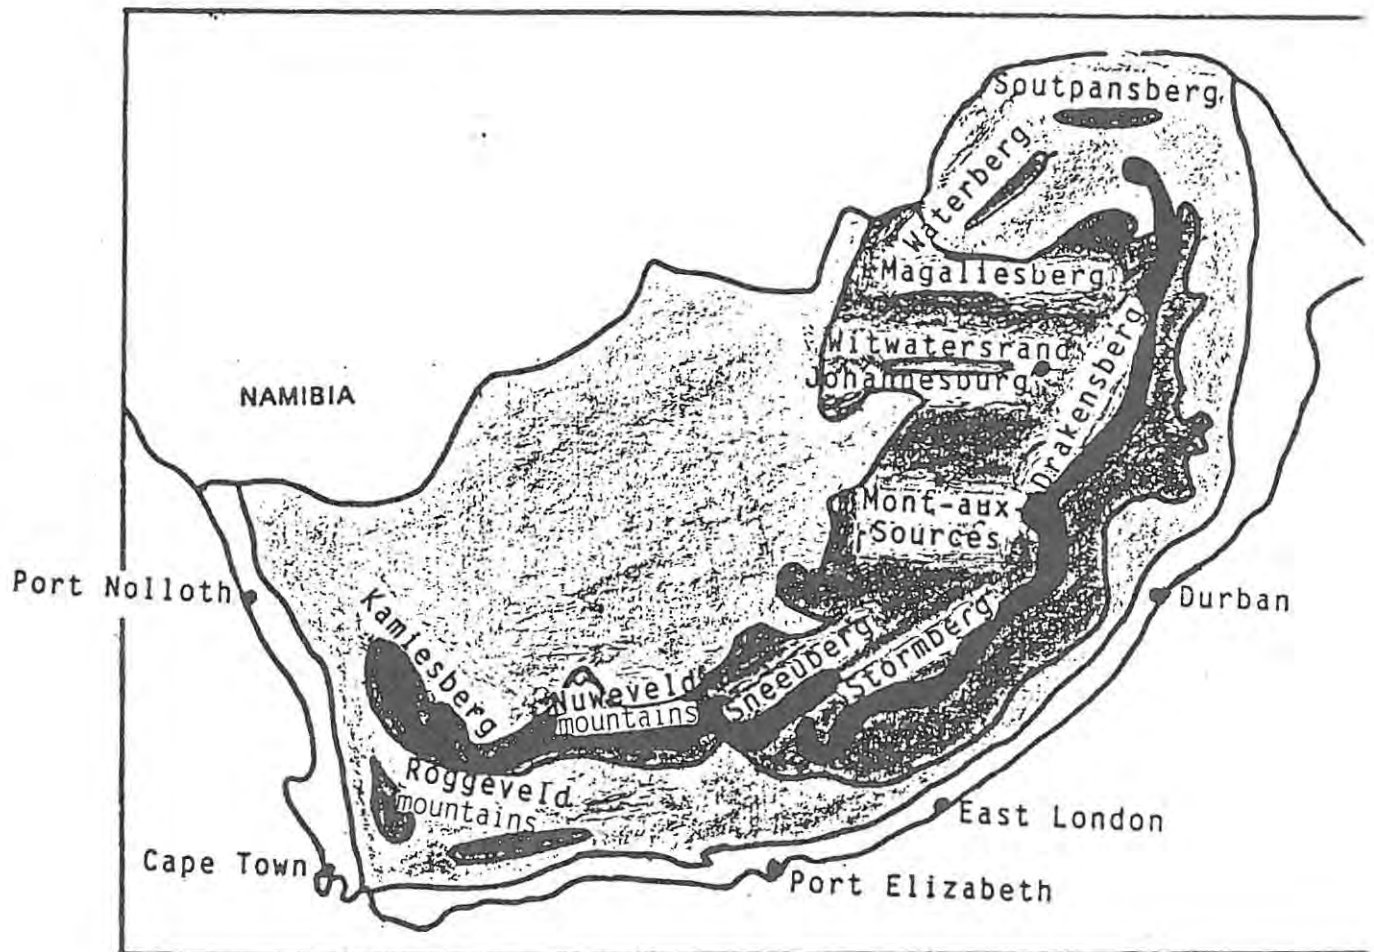 Soutpansberg
Waterberg
Magaliesberg
Witwatersrand
Johannesburg
Drakensberg
NAMIBIA
Mont-aux
Sources
Port Nolloth
Durban
Kamiesberg
Sneeuberg
Stormberg
Nuweveld
mountains
Roggeveld
mountains
East London
Cape Town
Port Elizabeth